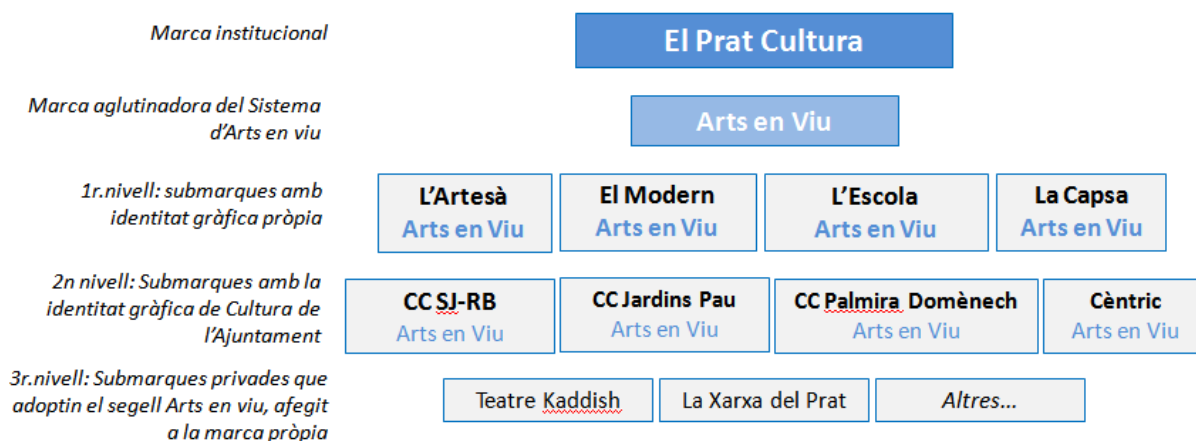 Marca institucional
El Prat Cultura
Marca aglutinadora del Sistema
d'Arts en viu
Arts en Viu
1r.nivell: submarques amb
identitat gràfica pròpia
L'Artesà
Arts en Viu
El Modern
Arts en Viu
L'Escola
Arts en Viu
La Capsa
Arts en Viu
2n nivell: Submarques amb la
identitat gràfica de Cultura de
l'Ajuntament
CC SJ-RB
Arts en Viu
CC Jardins Pau
Arts en Viu
CC Palmira Domènech
Arts en Viu
Cèntric
Arts en Viu
3r.nivell: Submarques privades que
adoptin el segell Arts en viu, afegit
a la marca pròpia
Teatre Kaddish
La Xarxa del Prat
Altres...